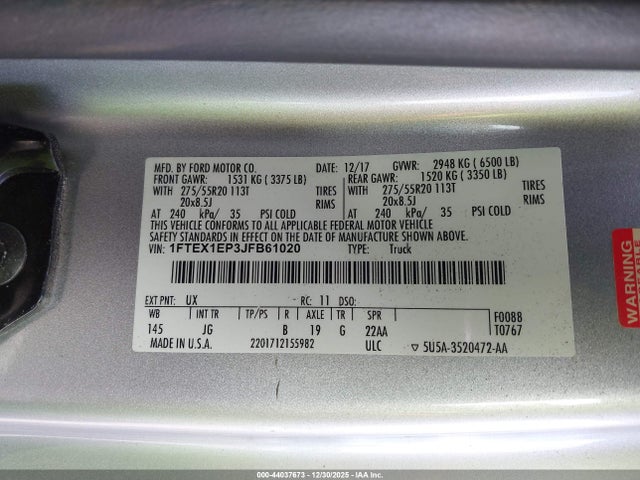 MFD. BY FORD MOTOR CO. DATE: 12/17 GVWR: 2948 KG ( 6500 LB)
FRONT GAWR: 1531 KG ( 3375 LB) REAR GAWR: 1520 KG ( 3350 LB)
WITH 275/55R20 113T TIRES WITH 275/55R20 113T TIRES
20x8.5J RIMS 20x8.5J RIMS
AT 240 kPa/ 35 PSI COLD AT 240 kPa/ 35 PSI COLD
THIS VEHICLE CONFORMS TO ALL APPLICABLE FEDERAL MOTOR VEHICLE
SAFETY STANDARDS IN EFFECT ON THE DATE OF MANUFACTURE SHOWN ABOVE.
VIN: 1FTEX1EP3JFB61020 TYPE: Truck
EXT PNT: UX RC: 11 DSO:
WB INT TR TP/PS R AXLE TR SPR F0088
145 JG B 19 G 22AA T0767
MADE IN U.S.A. 2201712155982 ULC ▽ 5U5A-3520472-AA
WARNING
000-44037673 - 12/30/2025 - IAA Inc.